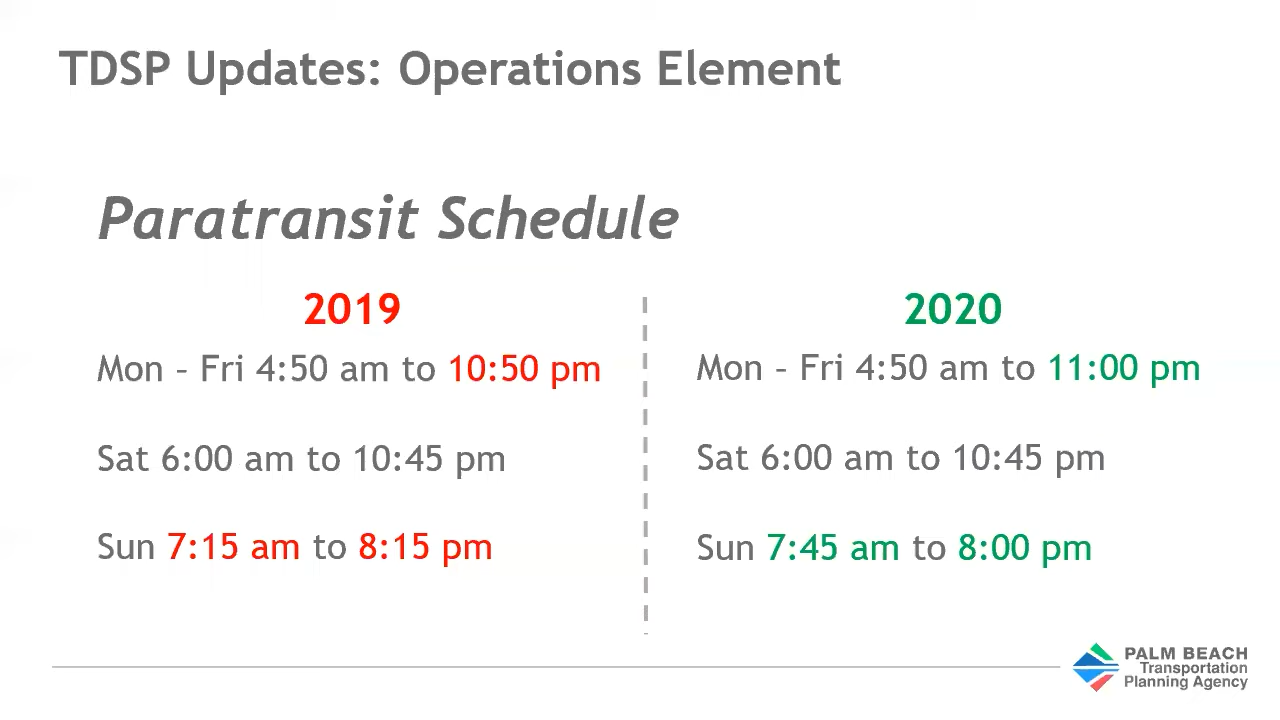 TDSP Updates: Operations Element
Paratransit Schedule
2019
Mon – Fri 4:50 am to 10:50 pm
Sat 6:00 am to 10:45 pm
Sun 7:15 am to 8:15 pm
2020
Mon – Fri 4:50 am to 11:00 pm
Sat 6:00 am to 10:45 pm
Sun 7:45 am to 8:00 pm
PALM BEACH
Transportation
Planning Agency